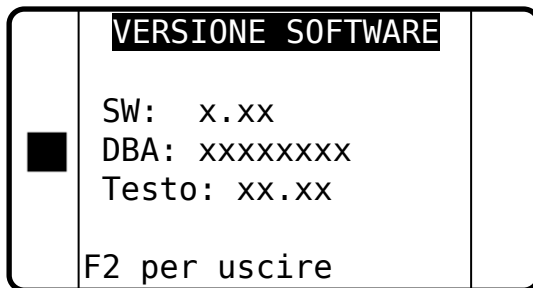 VERSIONE SOFTWARE
SW: x.xx
DBA: xxxxxxxx
Testo: xx.xx
F2 per uscire